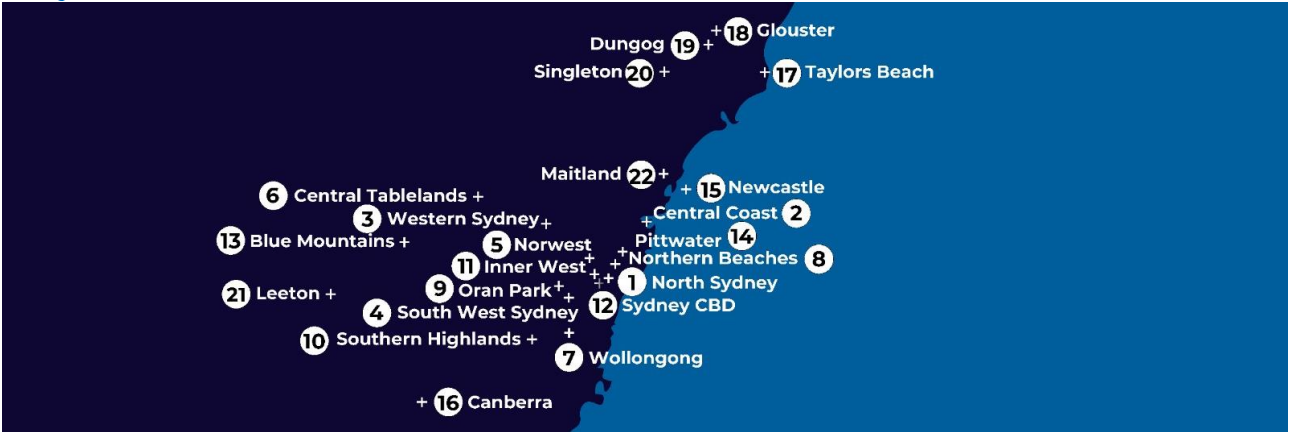 18 Glouster
Dungog 19
Singleton 20
17 Taylors Beach
Maitland 22
15 Newcastle
6 Central Tablelands
3 Western Sydney
Central Coast 2
13 Blue Mountains
5 Norwest
Pittwater 14
11 Inner West
Northern Beaches 8
9 Oran Park
1 North Sydney
21 Leeton
4 South West Sydney
12 Sydney CBD
10 Southern Highlands
7 Wollongong
16 Canberra